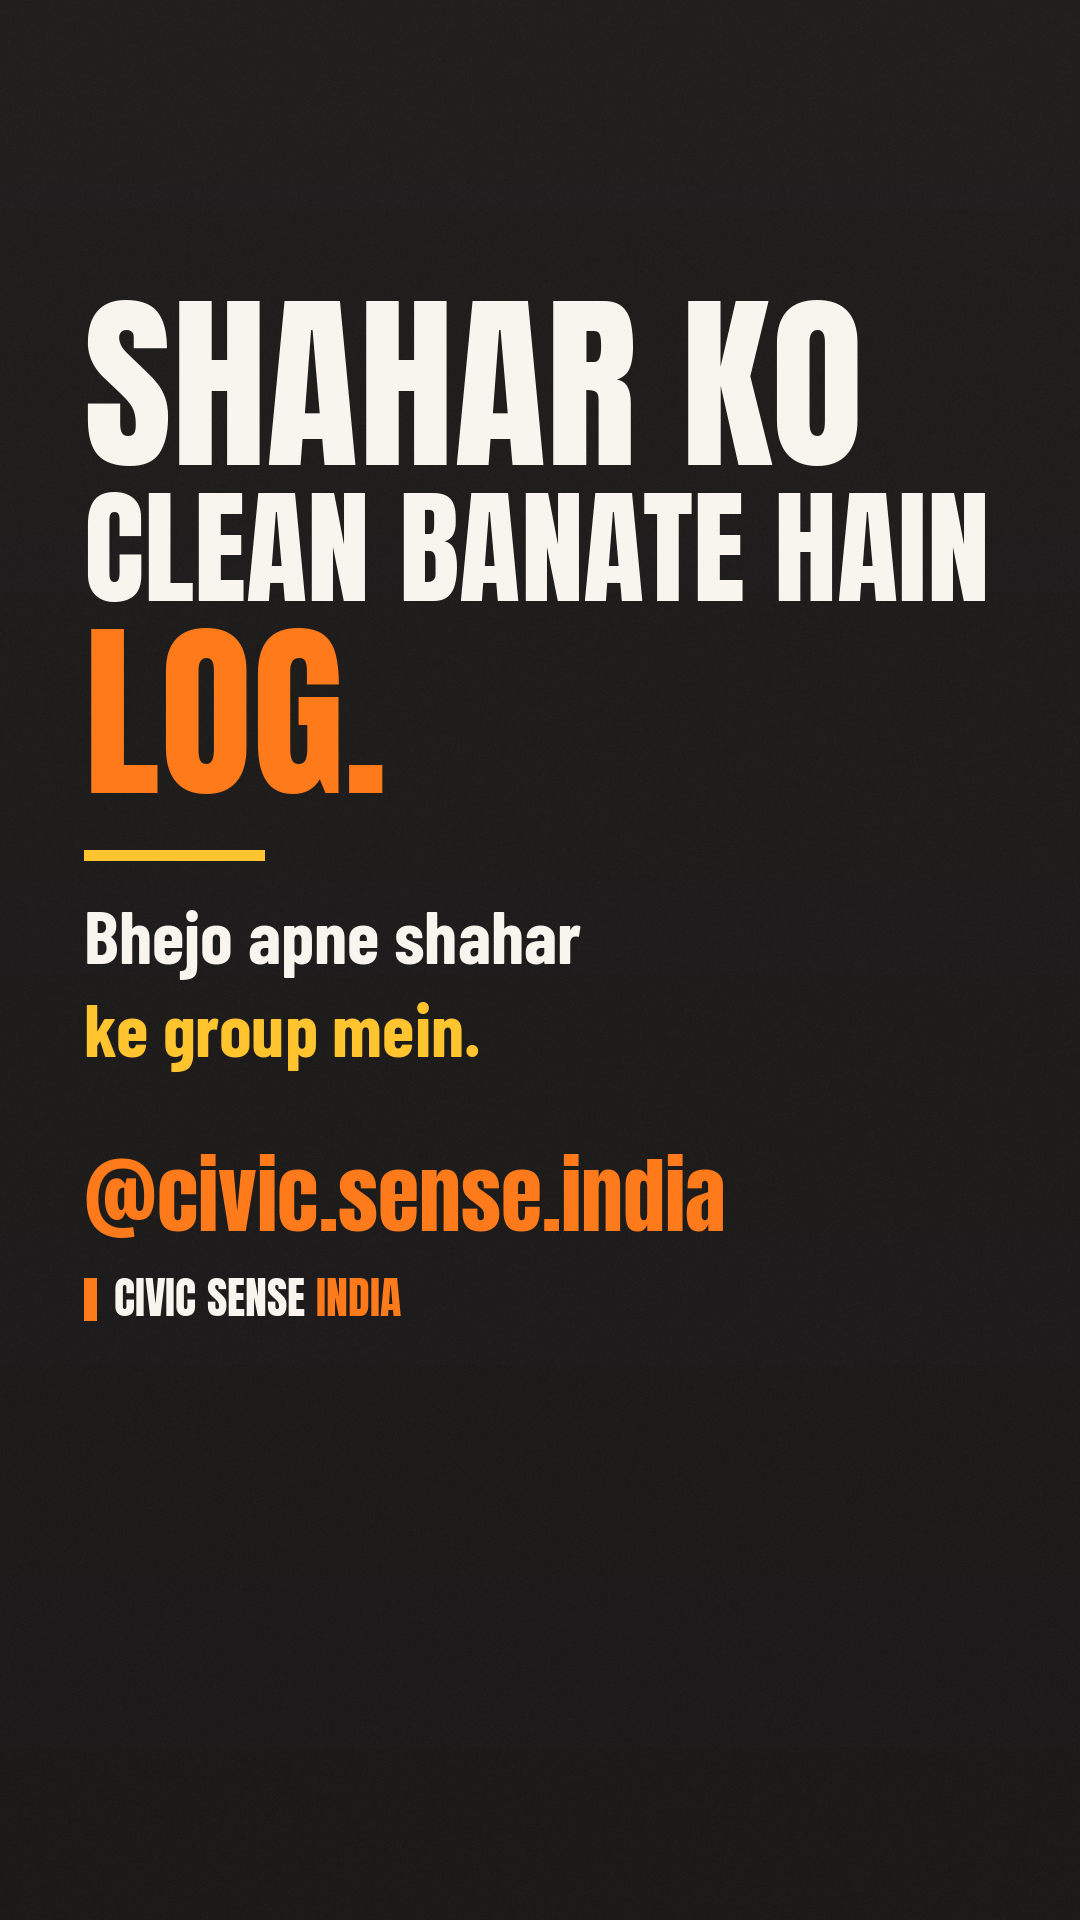 SHAHAR KO
CLEAN BANATE HAIN
LOG.
Bhejo apne shahar
ke group mein.
@civic.sense.india
CIVIC SENSE INDIA